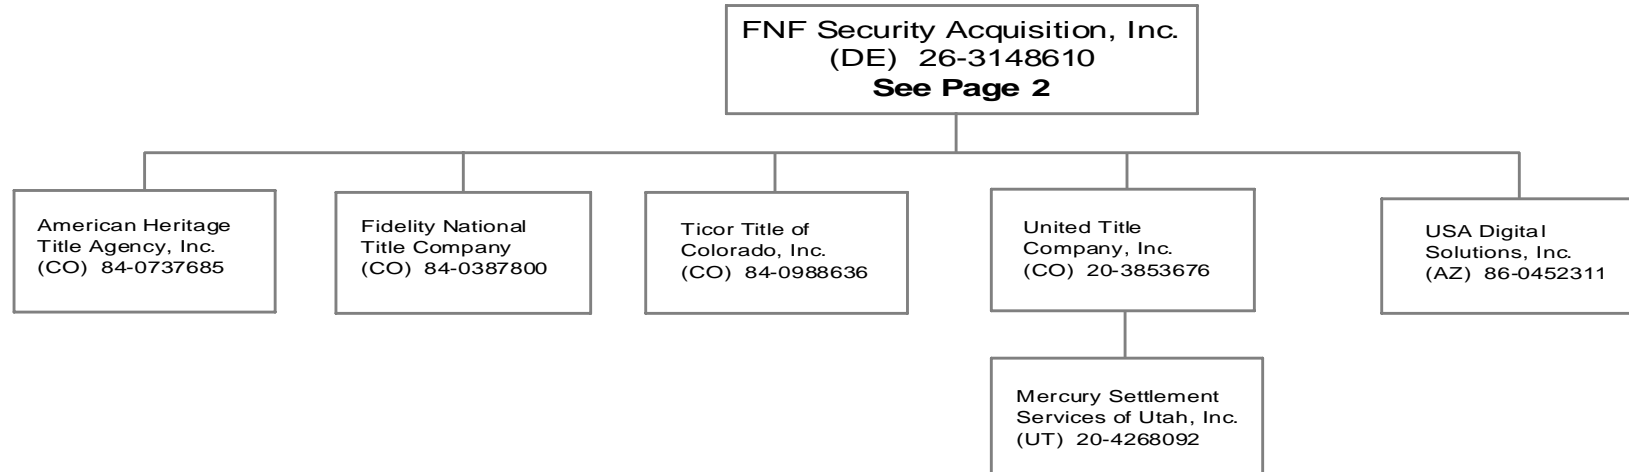 FNF Security Acquisition, Inc.
(DE) 26-3148610
See Page 2
American Heritage
Title Agency, Inc.
(CO) 84-0737685
Fidelity National
Title Company
(CO) 84-0387800
Ticor Title of
Colorado, Inc.
(CO) 84-0988636
United Title
Company, Inc.
(CO) 20-3853676
USA Digital
Solutions, Inc.
(AZ) 86-0452311
Mercury Settlement
Services of Utah, Inc.
(UT) 20-4268092